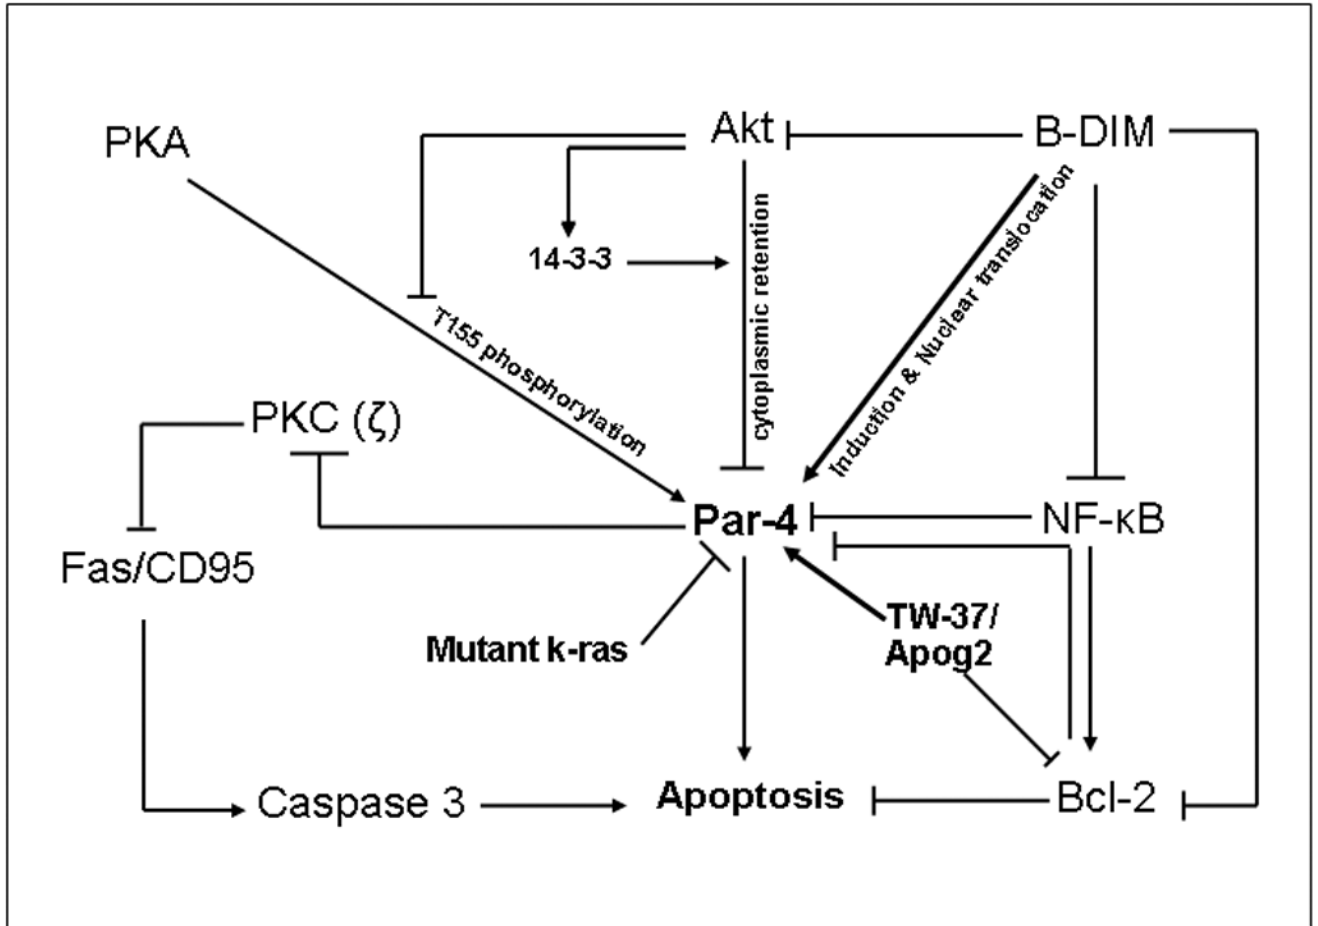 PKA
Akt
B-DIM
14-3-3
T155 phosphorylation
cytoplasmic retention
Induction & Nuclear translocation
PKC (ζ)
Par-4
NF-κB
Fas/CD95
Mutant k-ras
TW-37/
Apog2
Caspase 3
Apoptosis
Bcl-2